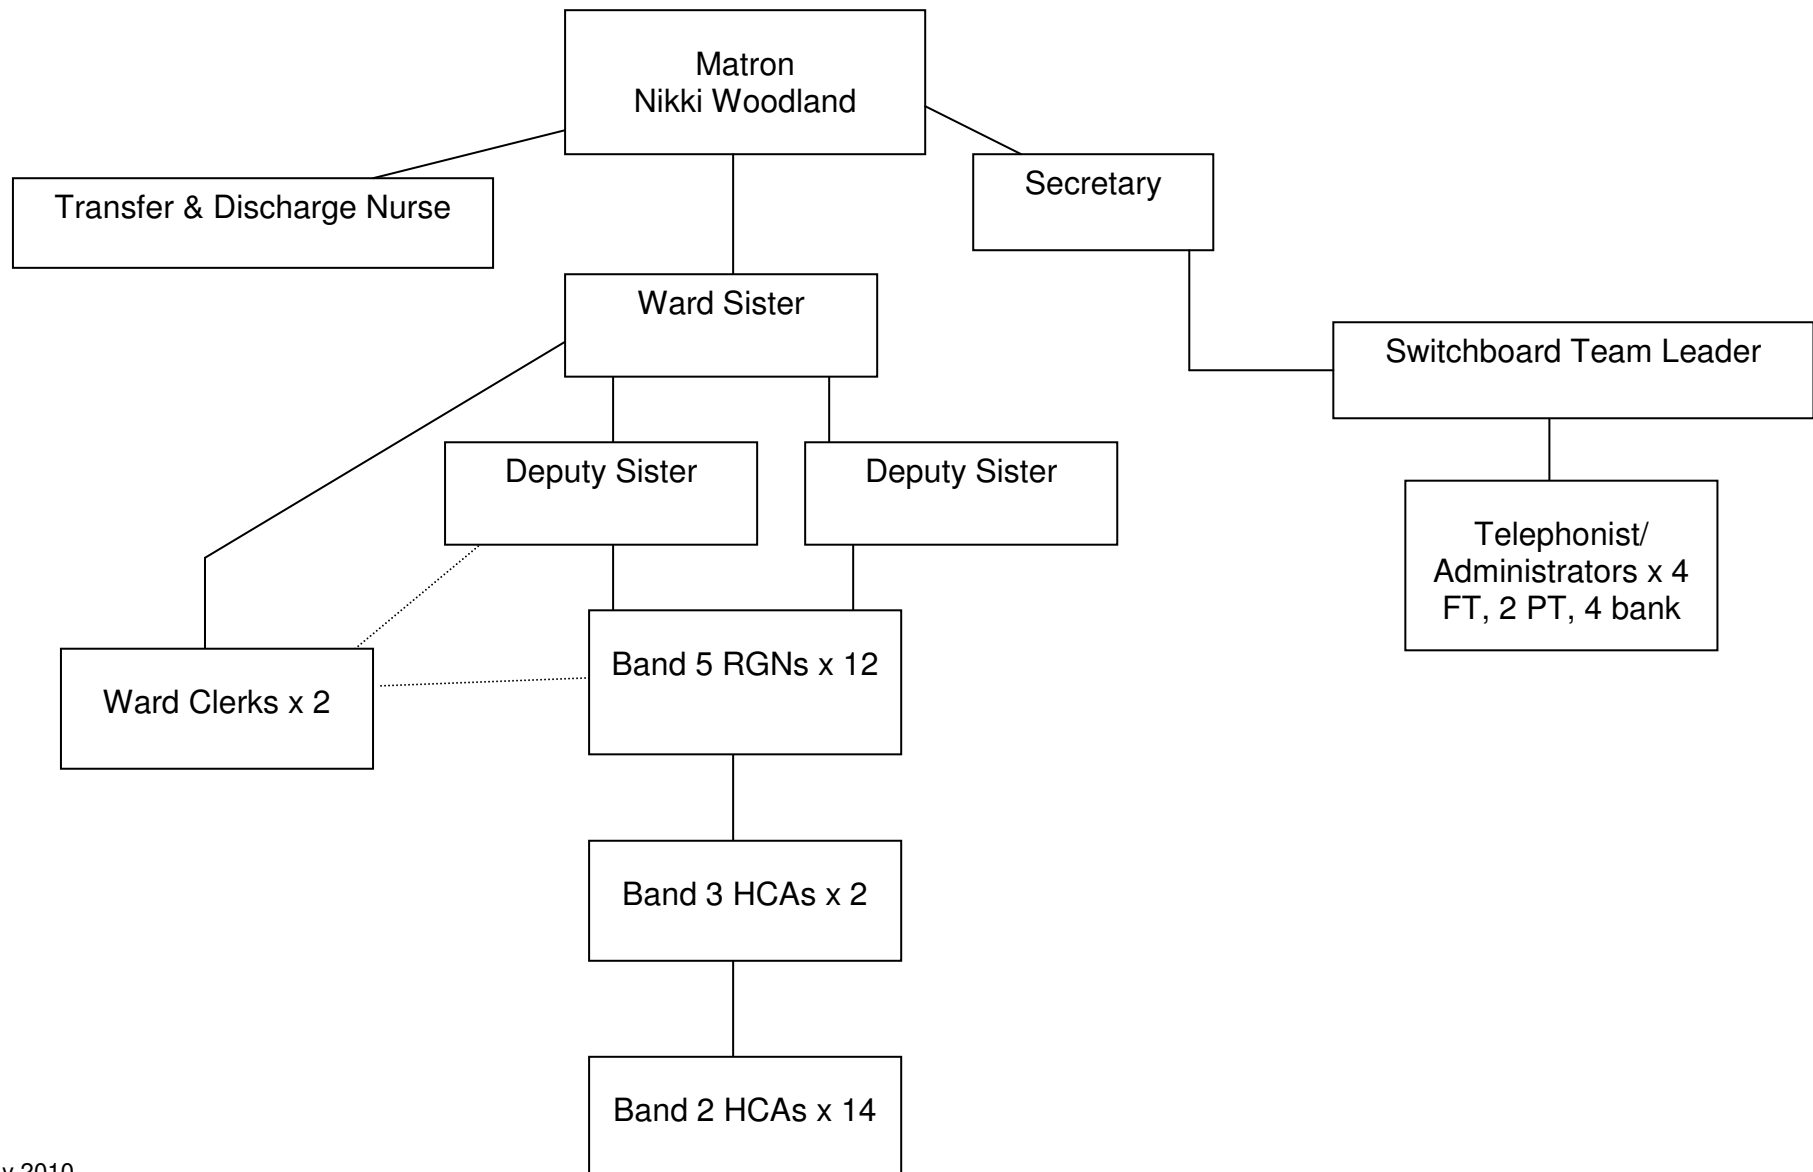 Matron
Nikki Woodland
Transfer & Discharge Nurse
Secretary
Ward Sister
Switchboard Team Leader
Deputy Sister
Deputy Sister
Telephonist/
Administrators x 4
FT, 2 PT, 4 bank
Band 5 RGNs x 12
Ward Clerks x 2
Band 3 HCAs x 2
Band 2 HCAs x 14
2010